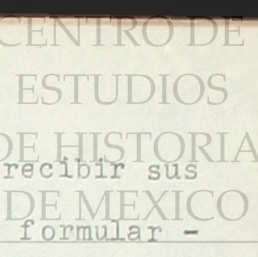 CENTRO DE
ESTUDIOS
DE HISTORIA
recibir sus
DE MEXICO
formular -